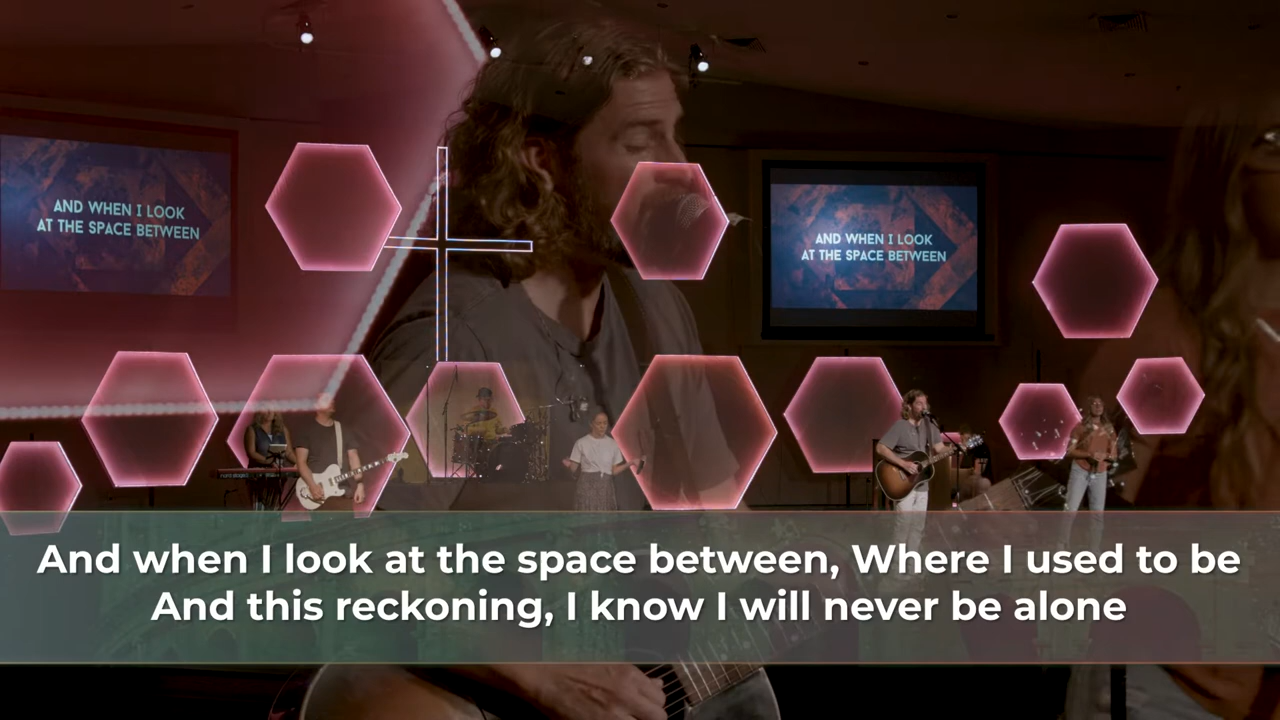 AND WHEN I LOOK
AT THE SPACE BETWEEN
AND WHEN I LOOK
AT THE SPACE BETWEEN
And when I look at the space between, Where I used to be
And this reckoning, I know I will never be alone